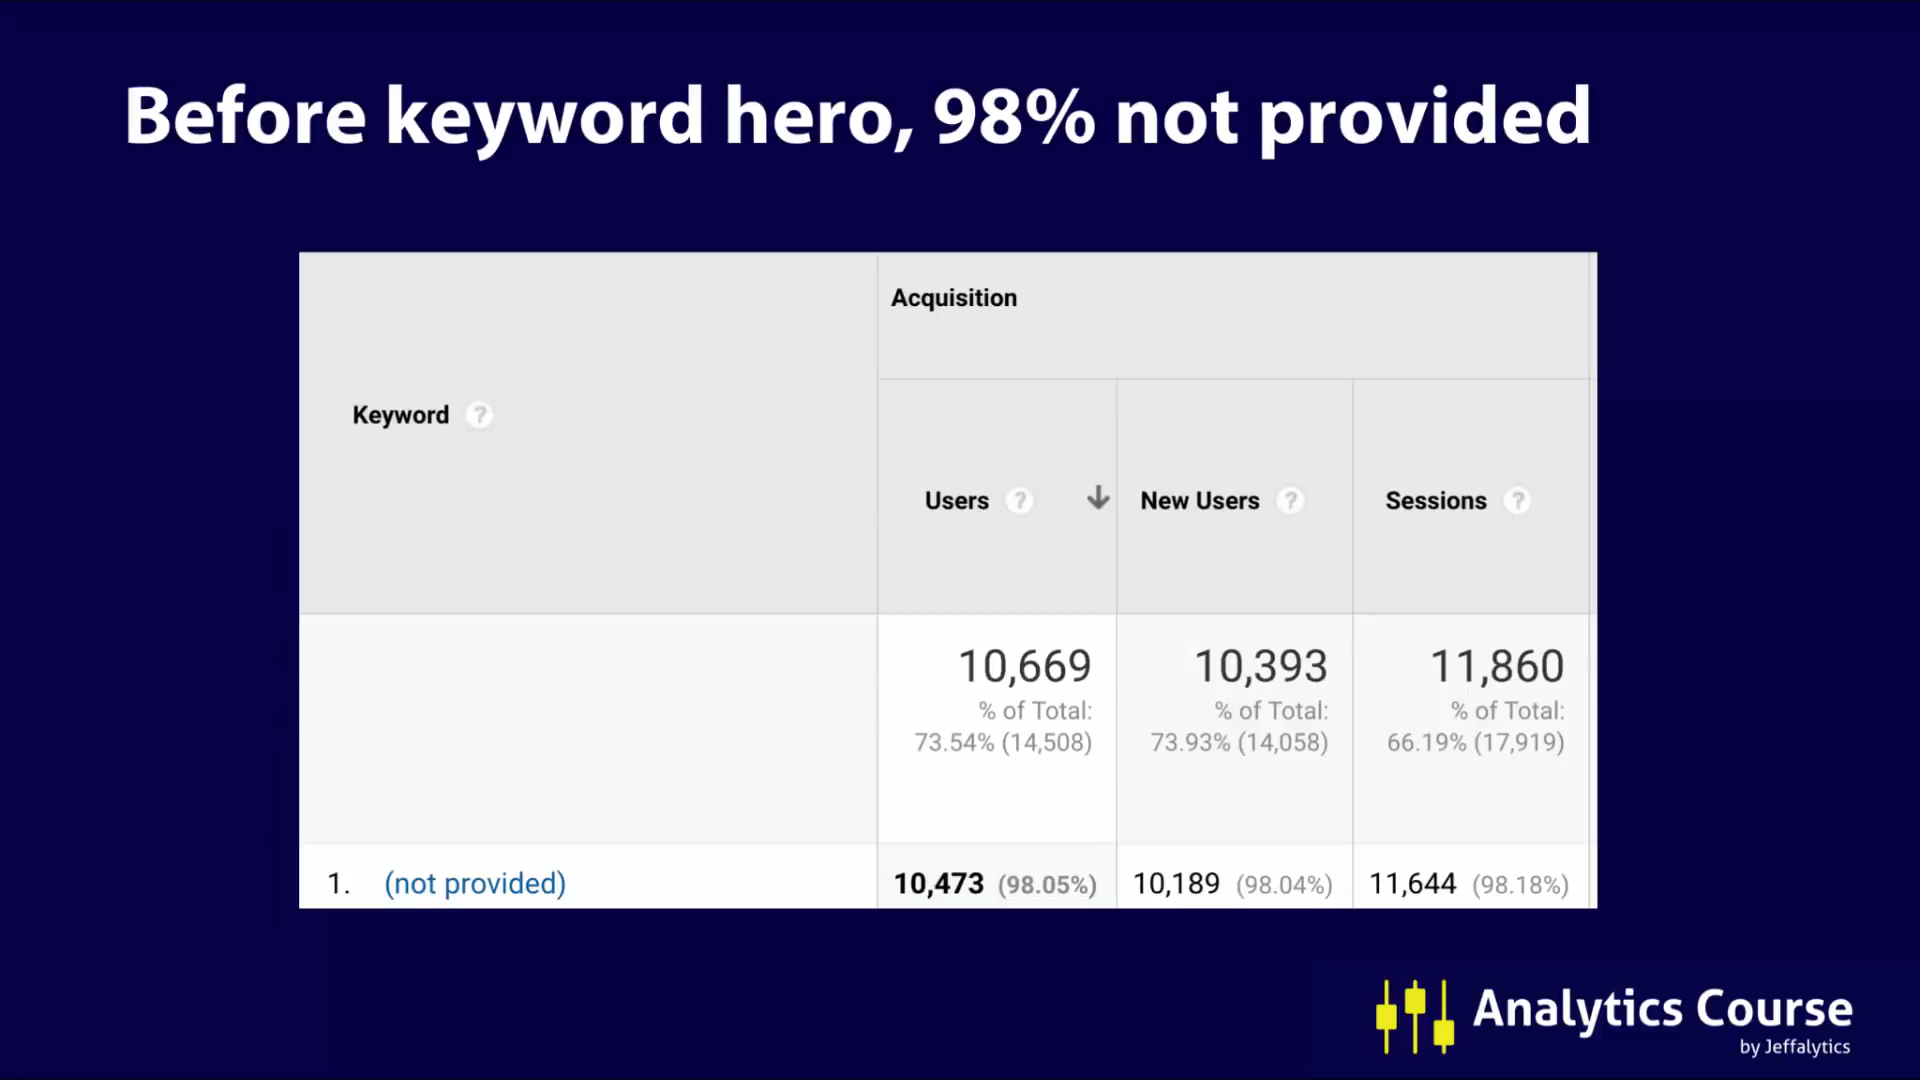 Before keyword hero, 98% not provided
Acquisition
Keyword ?
Users ? New Users ? Sessions ?
10,669 10,393 11,860
% of Total: % of Total: % of Total:
73.54% (14,508) 73.93% (14,058) 66.19% (17,919)
1. (not provided) 10,473 (98.05%) 10,189 (98.04%) 11,644 (98.18%)
Analytics Course
by Jeffalytics